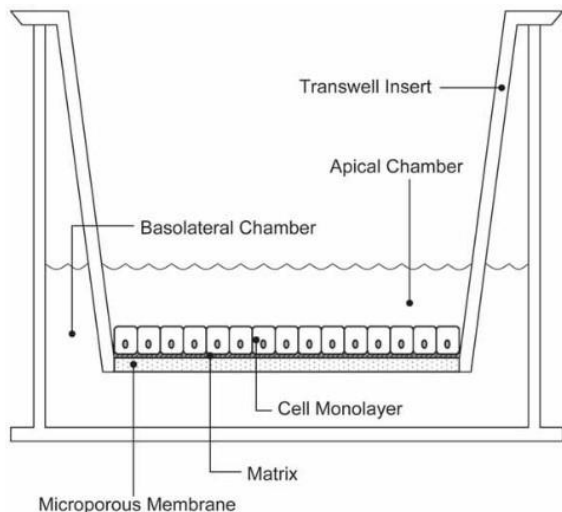 Transwell Insert
Apical Chamber
Basolateral Chamber
Cell Monolayer
Matrix
Microporous Membrane